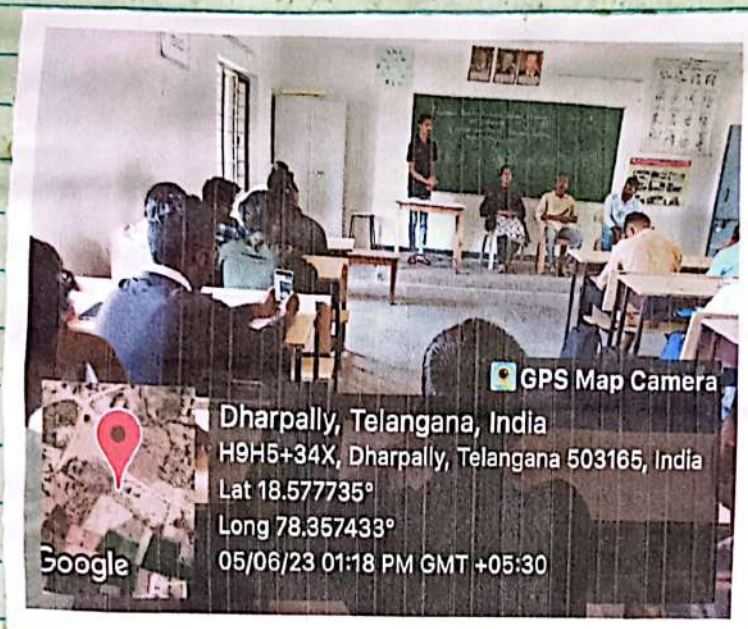 GPS Map Camera
Dharpally, Telangana, India
H9H5+34X, Dharpally, Telangana 503165, India
Lat 18.577735°
Long 78.357433°
05/06/23 01:18 PM GMT +05:30
Google